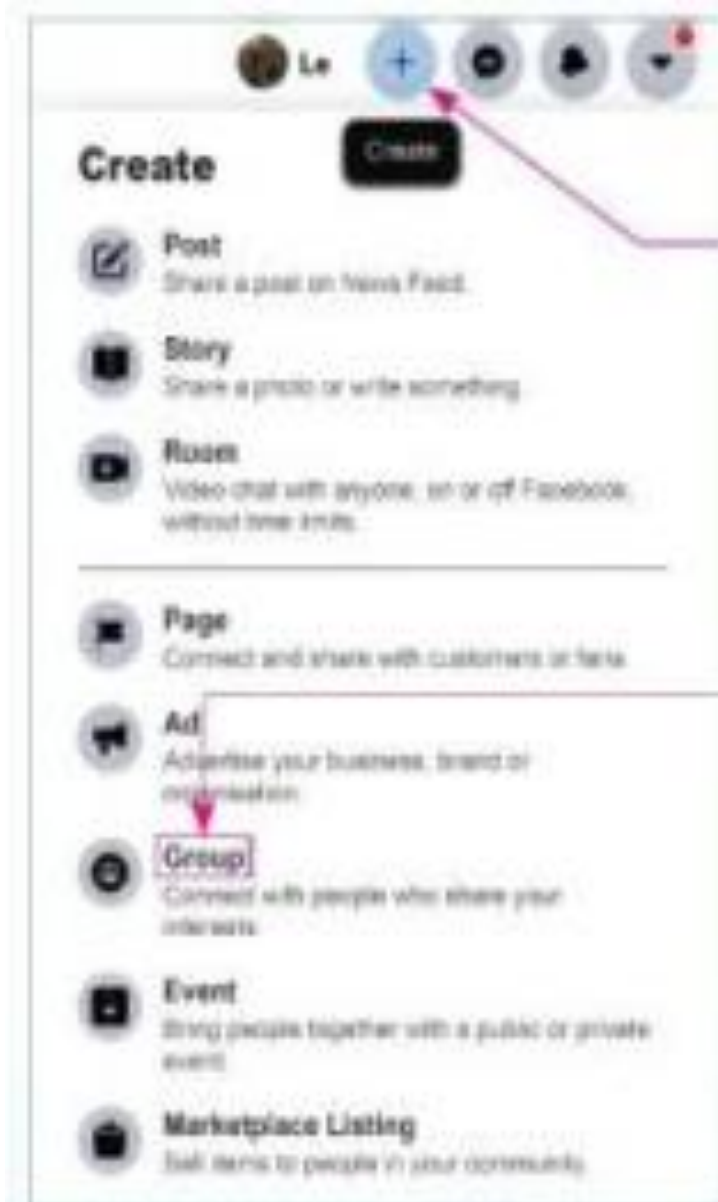 Le
Create
Create
Post
Share a post on News Feed.
Story
Share a photo or write something.
Room
Video chat with anyone, on or off Facebook,
without time limits.
Page
Connect and share with customers or fans.
Ad
Advertise your business, brand or
organisation.
Group
Connect with people who share your
interests.
Event
Bring people together with a public or private
event.
Marketplace Listing
Sell items to people in your community.